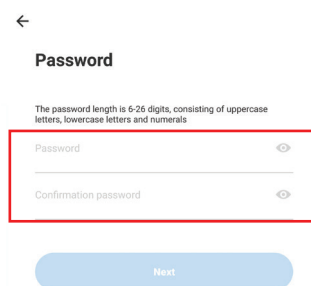 Password
The password length is 6-26 digits, consisting of uppercase
letters, lowercase letters and numerals
Password
Confirmation password
Next